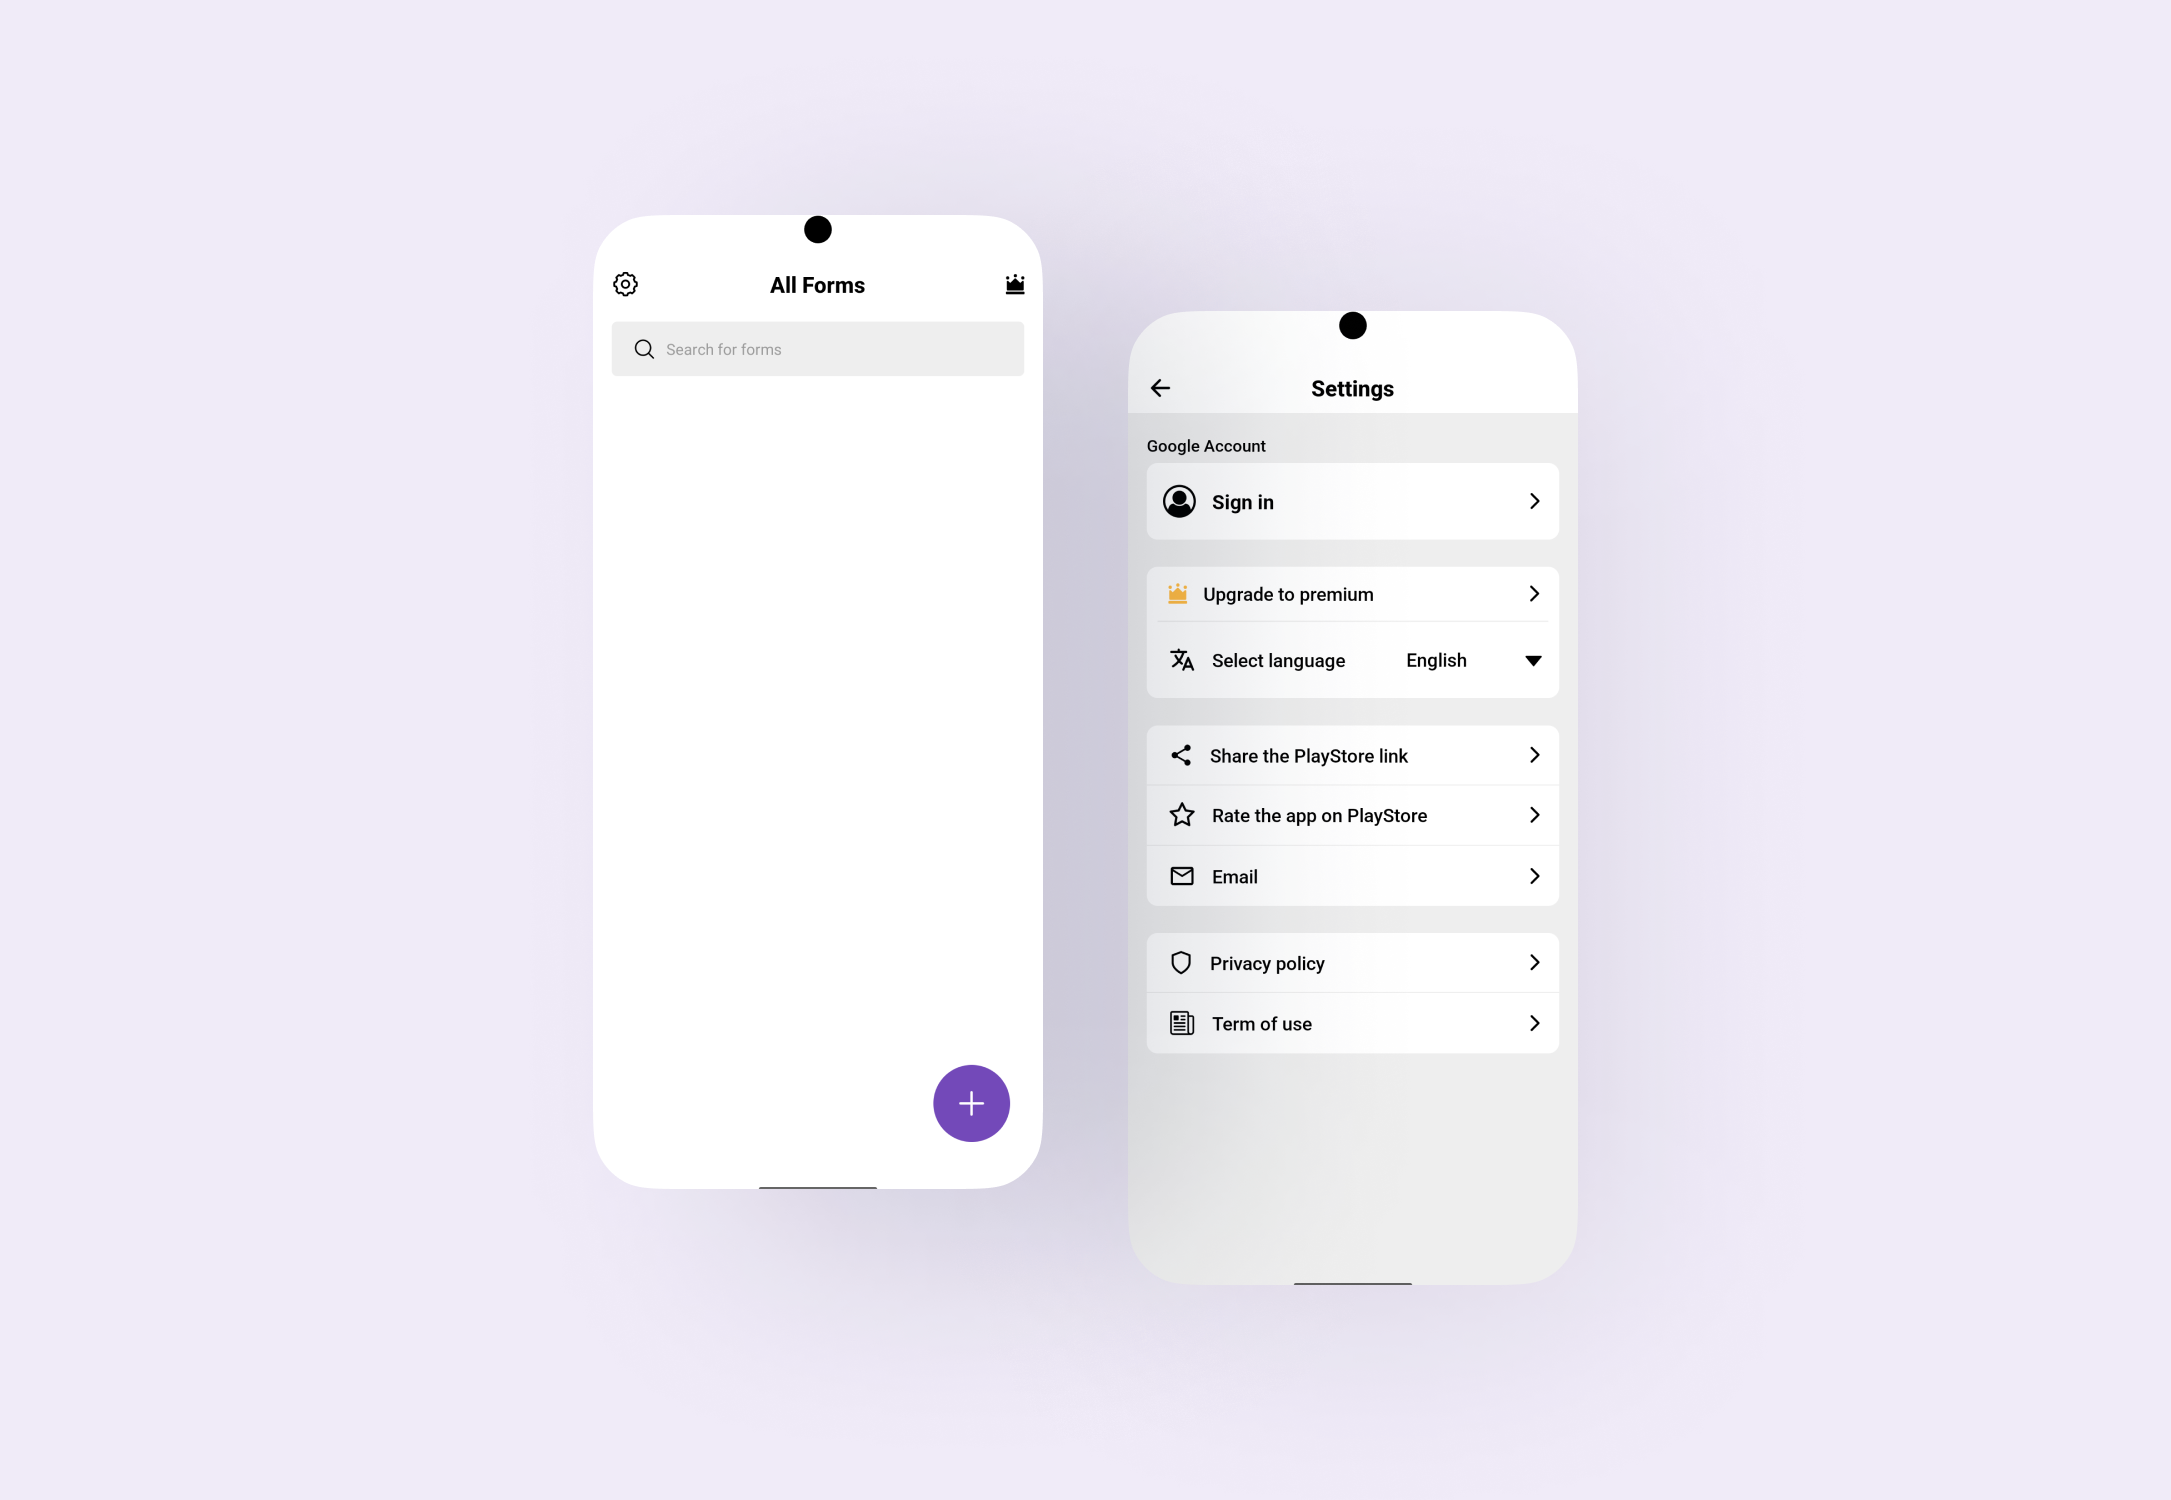 All Forms
Search for forms
Settings
Google Account
Sign in
Upgrade to premium
Select language English
Share the PlayStore link
Rate the app on PlayStore
Email
Privacy policy
Term of use